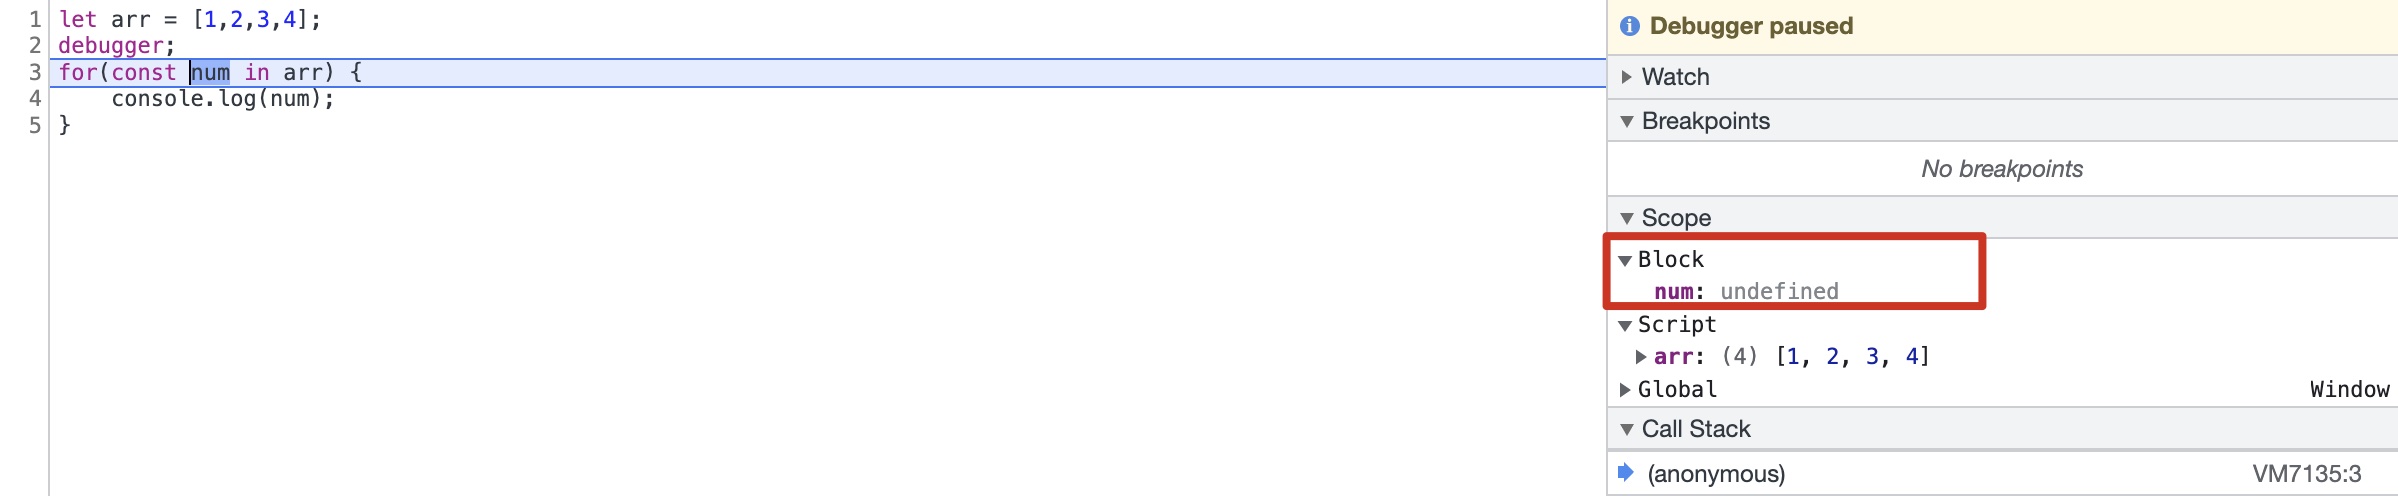 1 let arr = [1,2,3,4];
2 debugger;
3 for(const num in arr) {
4     console.log(num);
5 }
Debugger paused
Watch
Breakpoints
No breakpoints
Scope
Block
num: undefined
Script
arr: (4) [1, 2, 3, 4]
Global Window
Call Stack
(anonymous) VM7135:3